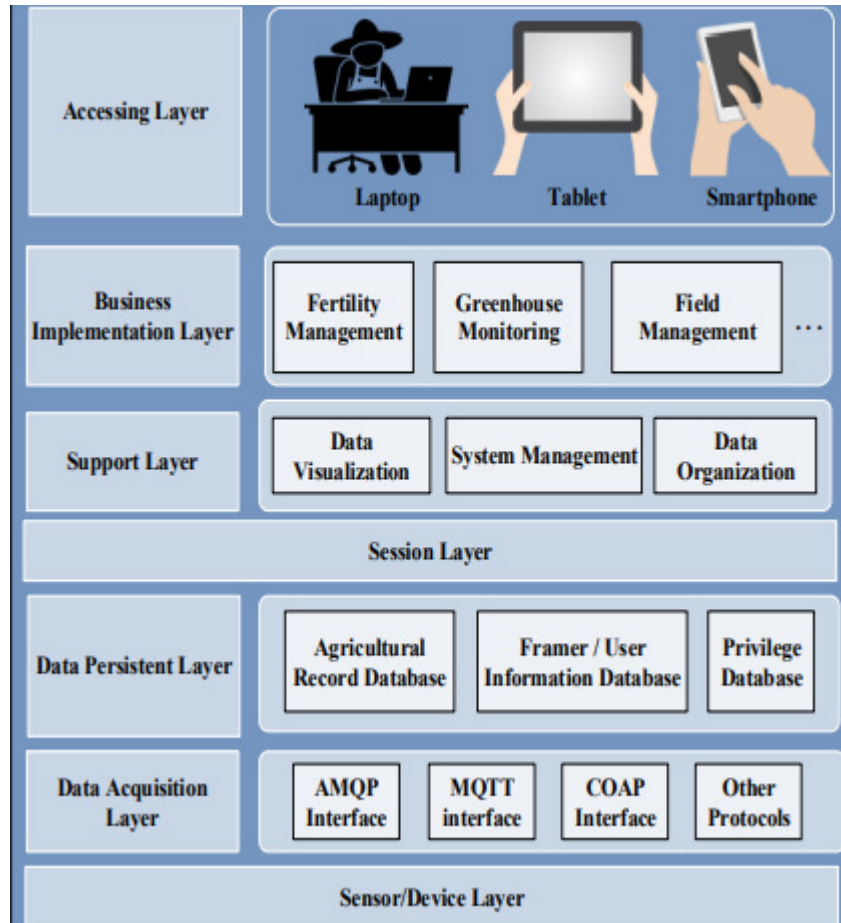 Accessing Layer
Laptop
Tablet
Smartphone
Business
Implementation Layer
Fertility
Management
Greenhouse
Monitoring
Field
Management
...
Support Layer
Data
Visualization
System Management
Data
Organization
Session Layer
Data Persistent Layer
Agricultural
Record Database
Framer / User
Information Database
Privilege
Database
Data Acquisition
Layer
AMQP
Interface
MQTT
interface
COAP
Interface
Other
Protocols
Sensor/Device Layer